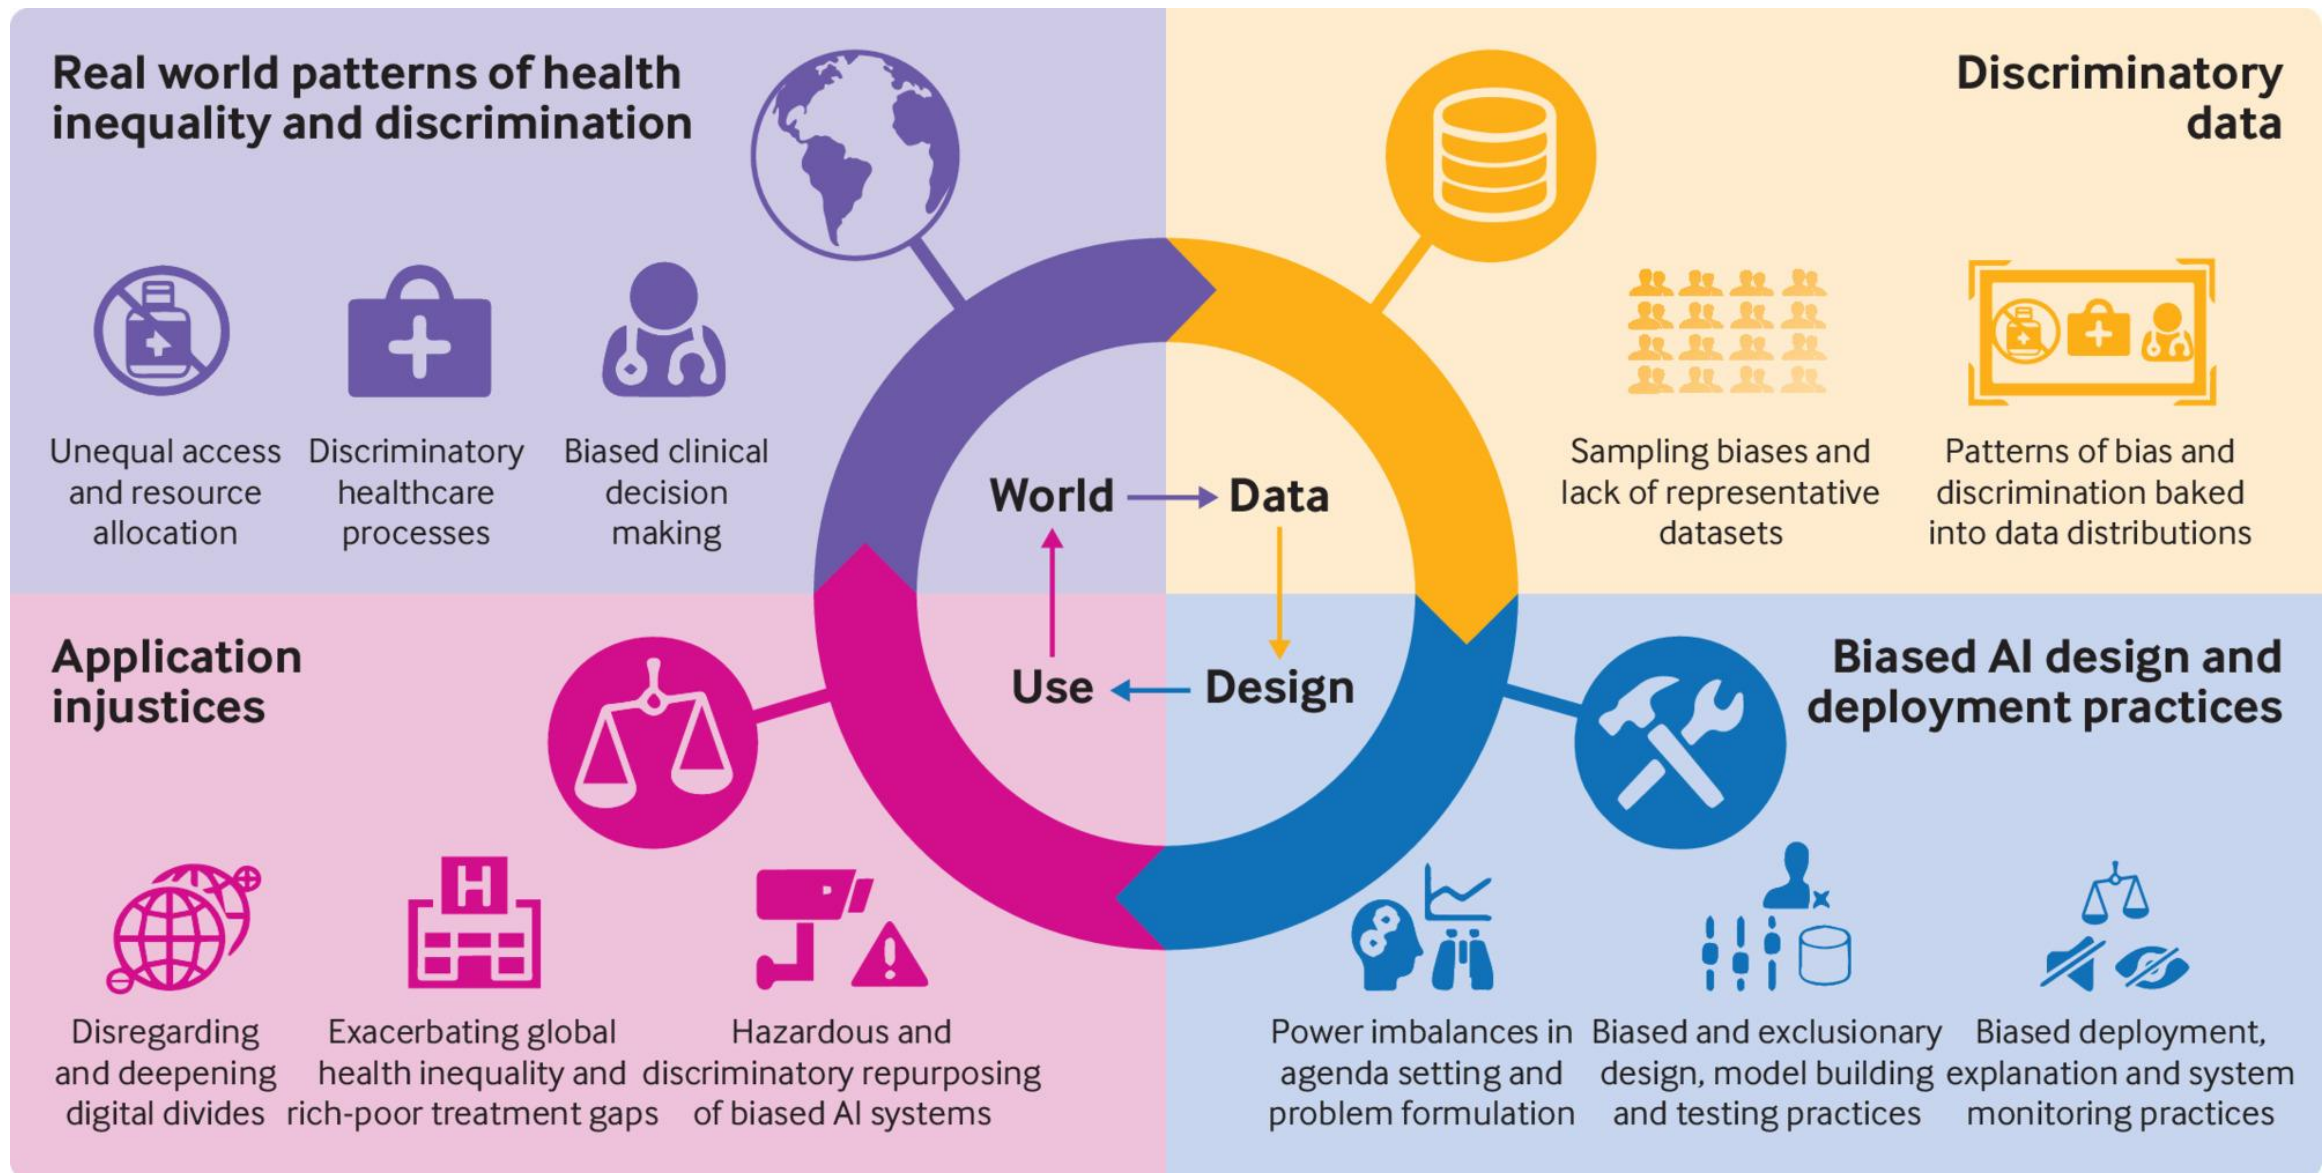 Real world patterns of health
inequality and discrimination
Unequal access
and resource
allocation
Discriminatory
healthcare
processes
Biased clinical
decision
making
Discriminatory
data
Sampling biases and
lack of representative
datasets
Patterns of bias and
discrimination baked
into data distributions
World
Data
Use
Design
Application
injustices
Disregarding
and deepening
digital divides
Exacerbating global
health inequality and
rich-poor treatment gaps
Hazardous and
discriminatory repurposing
of biased AI systems
Biased AI design and
deployment practices
Power imbalances in
agenda setting and
problem formulation
Biased and exclusionary
design, model building
and testing practices
Biased deployment,
explanation and system
monitoring practices
H